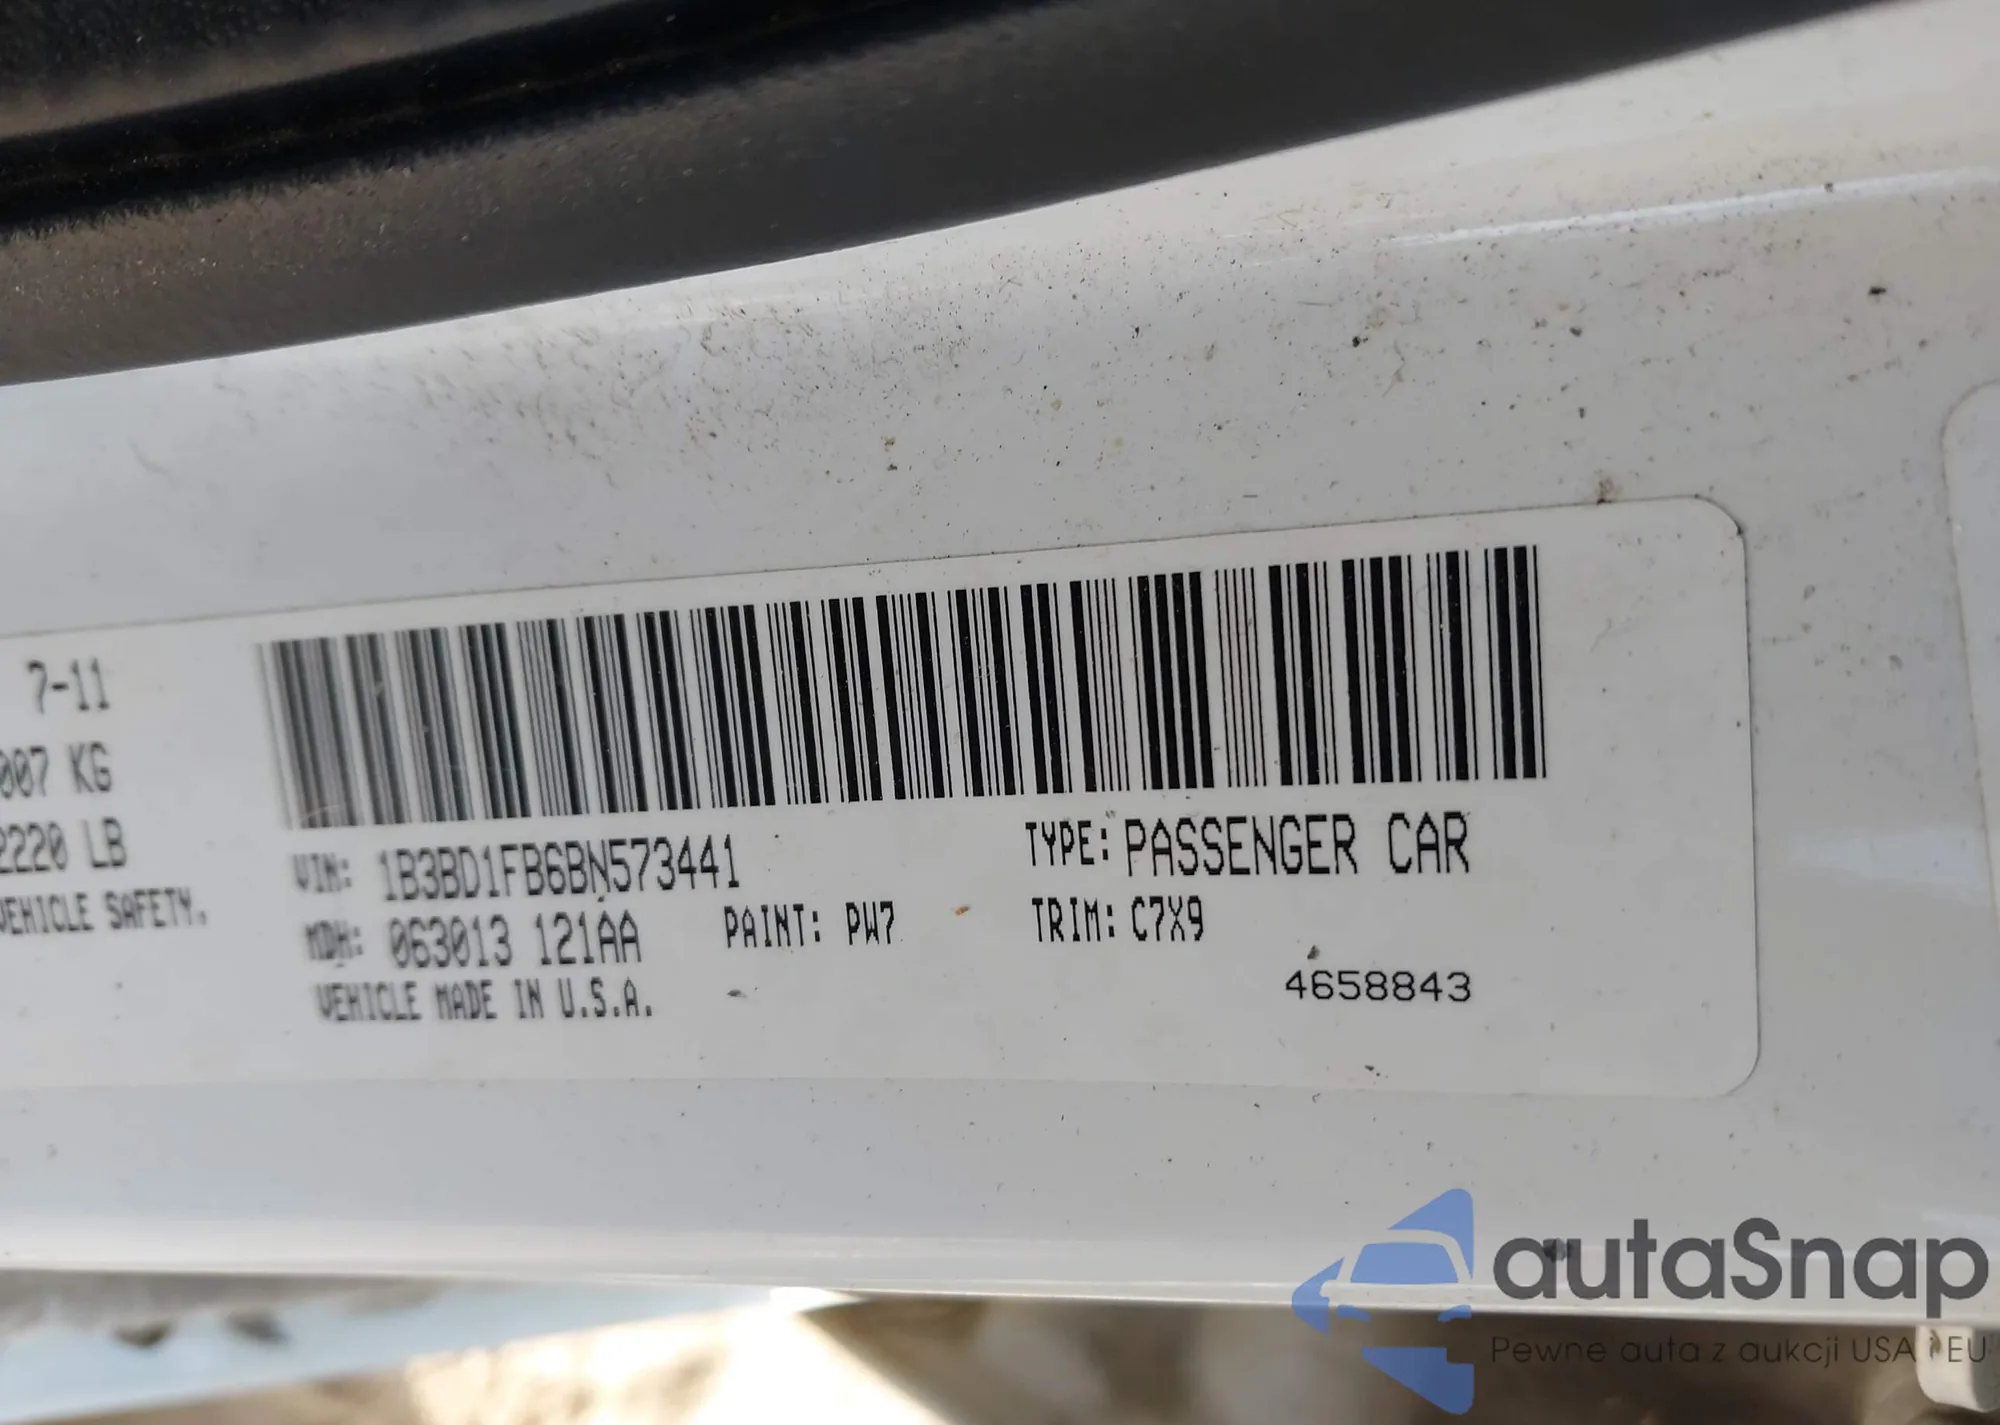 7-11
007 KG
2220 LB
VEHICLE SAFETY.
VIN: 1B3BD1FB6BN573441
TYPE: PASSENGER CAR
MDH: 063013 121AA
PAINT: PW7
TRIM: C7X9
VEHICLE MADE IN U.S.A.
4658843
autaSnap
Pewne auta z aukcji USA i EU